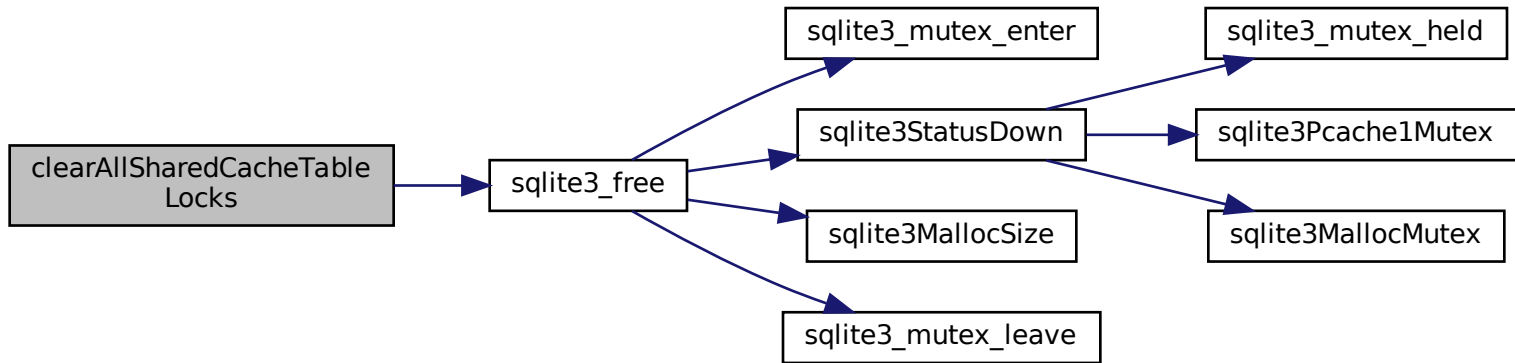 clearAllSharedCacheTable
Locks
sqlite3_free
sqlite3_mutex_enter
sqlite3StatusDown
sqlite3MallocSize
sqlite3_mutex_leave
sqlite3_mutex_held
sqlite3Pcache1Mutex
sqlite3MallocMutex